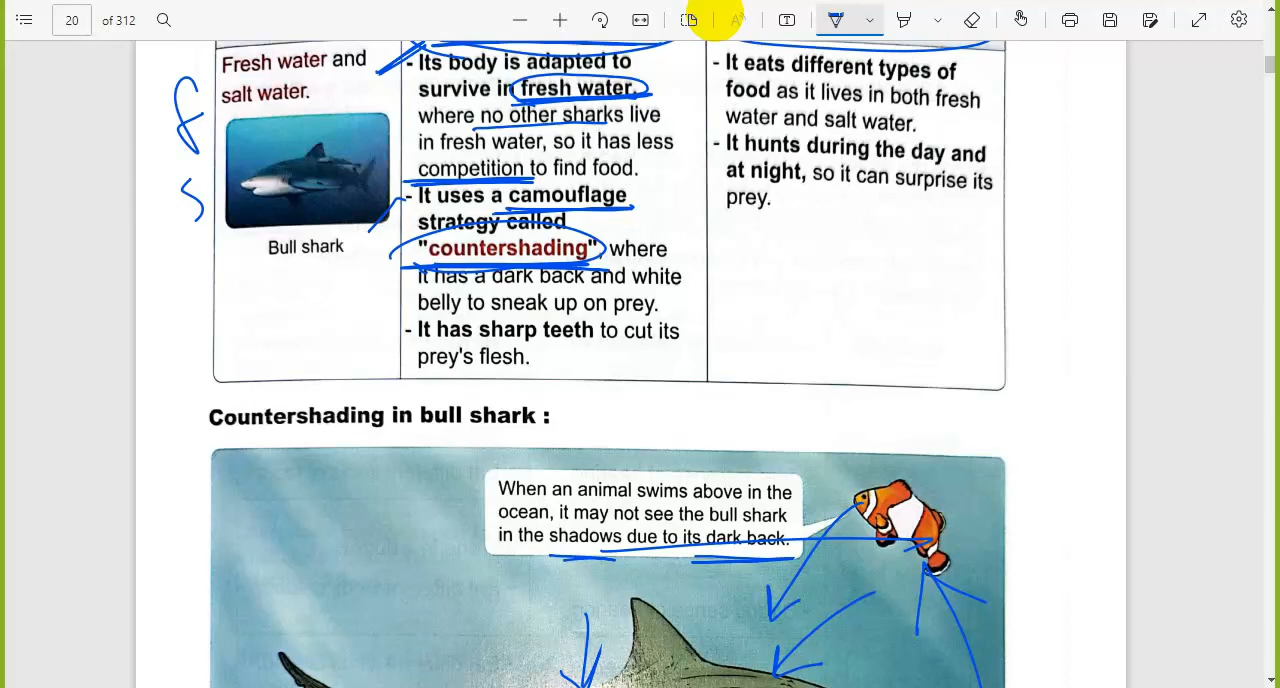 20
of 312
Fresh water and
salt water.
Bull shark
- Its body is adapted to
survive in fresh water,
where no other sharks live
in fresh water, so it has less
competition to find food.
- It uses a camouflage
strategy called
"countershading", where
it has a dark back and white
belly to sneak up on prey.
- It has sharp teeth to cut its
prey's flesh.
- It eats different types of
food as it lives in both fresh
water and salt water.
- It hunts during the day and
at night, so it can surprise its
prey.
f
s
Countershading in bull shark :
When an animal swims above in the
ocean, it may not see the bull shark
in the shadows due to its dark back.